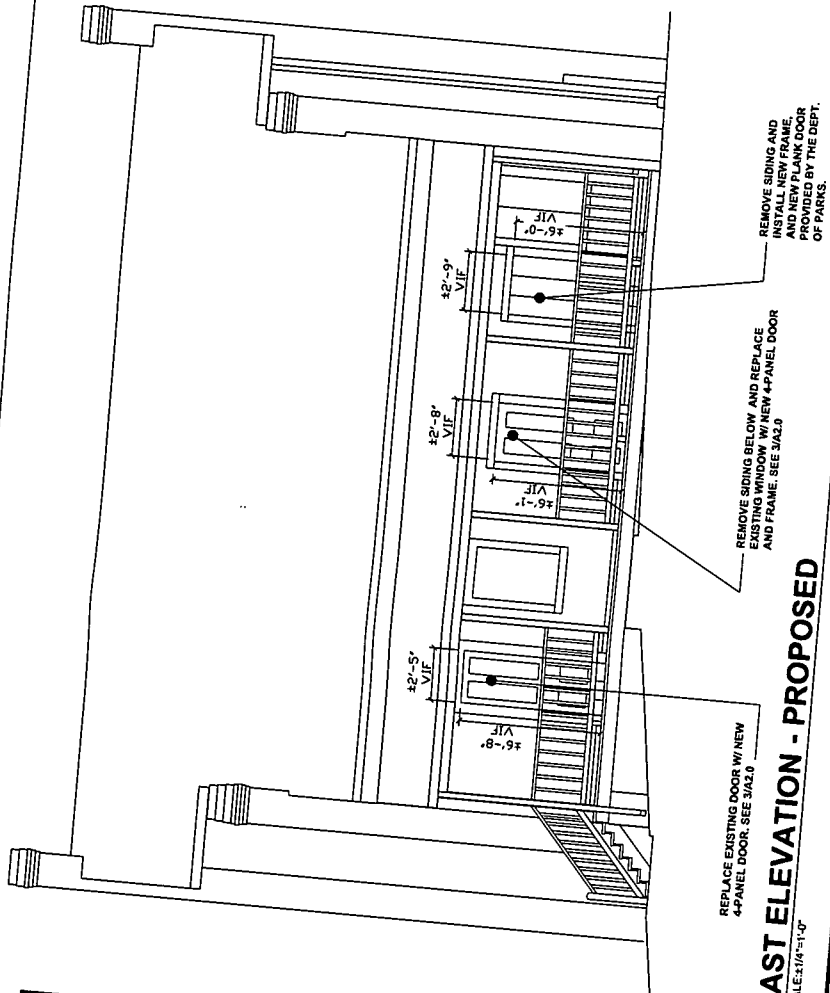 ±2'-5"
VIF
±6'-8"
VIF
±2'-8"
VIF
±6'-1"
VIF
±2'-9"
VIF
±6'-0"
VIF
REPLACE EXISTING DOOR W/ NEW
4-PANEL DOOR. SEE 3/A2.0
REMOVE SIDING BELOW AND REPLACE
EXISTING WINDOW W/ NEW 4-PANEL DOOR
AND FRAME. SEE 3/A2.0
REMOVE SIDING AND
INSTALL NEW FRAME,
AND NEW PLANK DOOR
PROVIDED BY THE DEPT.
OF PARKS.
AST ELEVATION - PROPOSED
LE:±1/4"=1'-0"